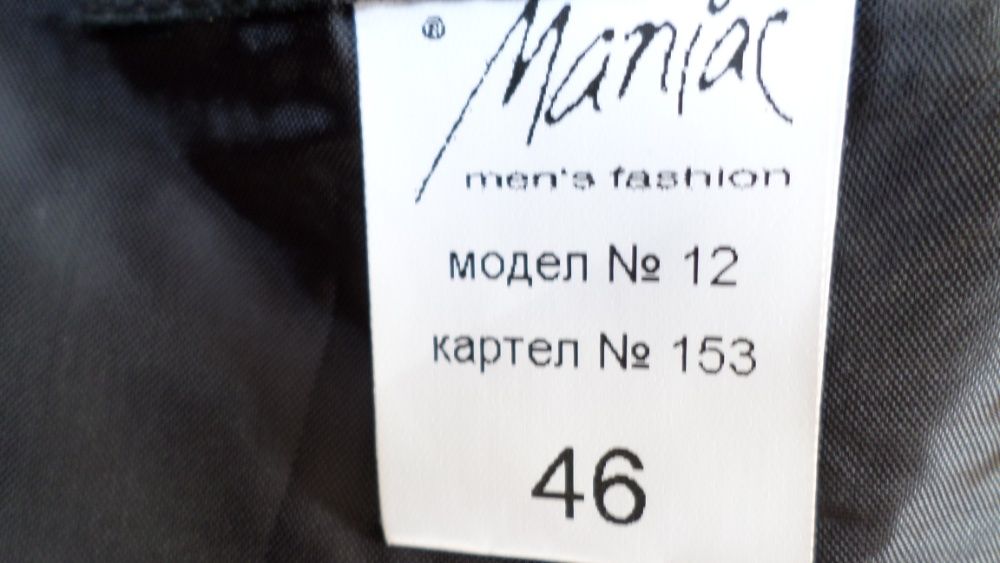 ® Maniac
men's fashion
модел № 12
картел № 153
46